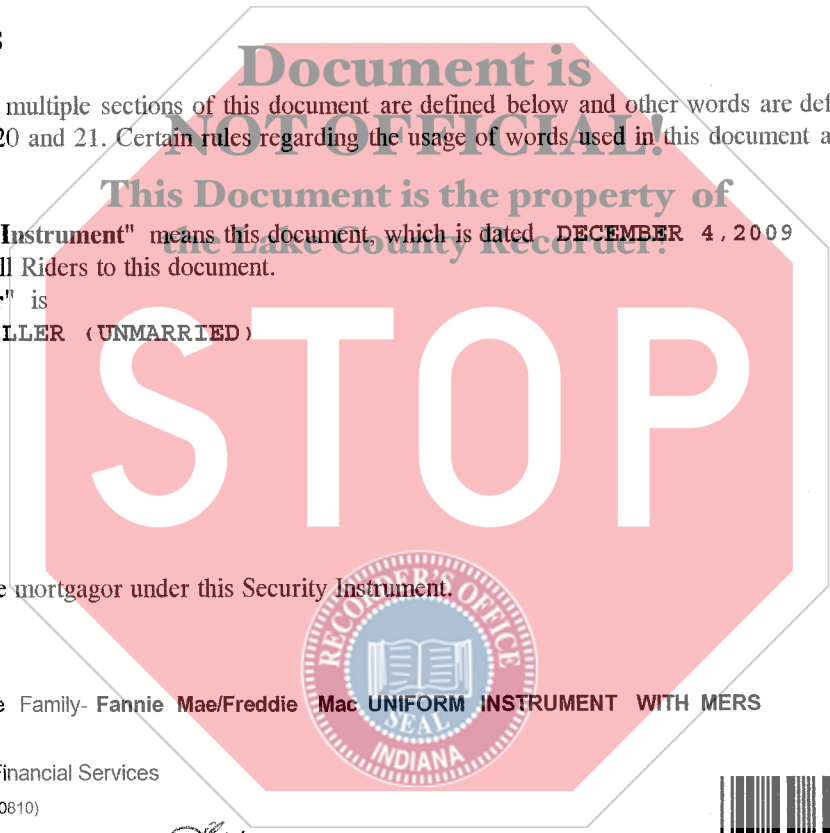 Document is
multiple sections of this document are defined below and other words are def
20 and 21. Certain rules regarding the usage of words used in this document a
NOT OFFICIAL!
This Document is the property of
Instrument" means this document, which is dated DECEMBER 4,2009
the Lake County Recorder!
ll Riders to this document.
r" is
LLER (UNMARRIED)
STOP
e mortgagor under this Security Instrument.
RECORDER'S OFFICE
SEAL
INDIANA
e Family- Fannie Mae/Freddie Mac UNIFORM INSTRUMENT WITH MERS
Financial Services
0810)